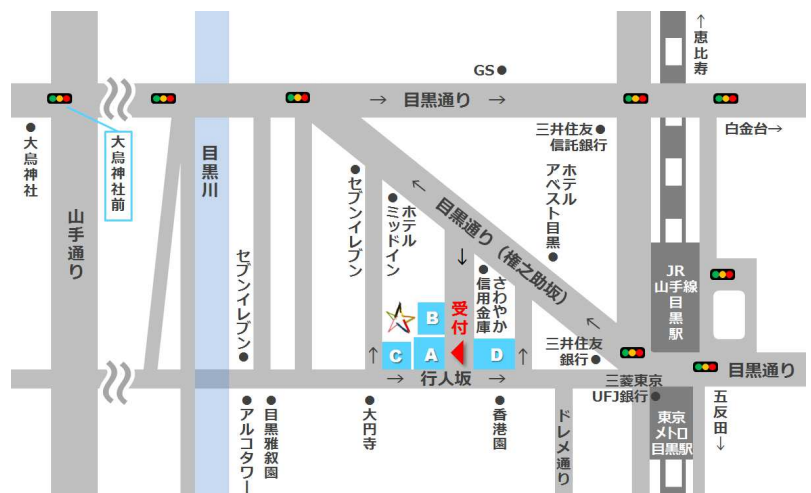 ↑
恵比寿
GS●
→ 目黒通り →
三井住友●
信託銀行
白金台→
●大鳥神社
大鳥神社前
目黒川
山手通り
●セブンイレブン
●ホテル
ミッドイン
ホテル
アベスト目黒●
← 目黒通り（権之助坂） ←
↓
●さわやか
信用金庫
受付
JR
山手線
目黒駅
セブンイレブン●
B
C
A
D
↑
↑
三井住友
銀行●
→ 行人坂 →
三菱東京
UFJ銀行●
目黒通り
●アルコタワー
●目黒雅叙園
●大円寺
●香港園
ドレメ通り
東京
メトロ
目黒駅
五反田→